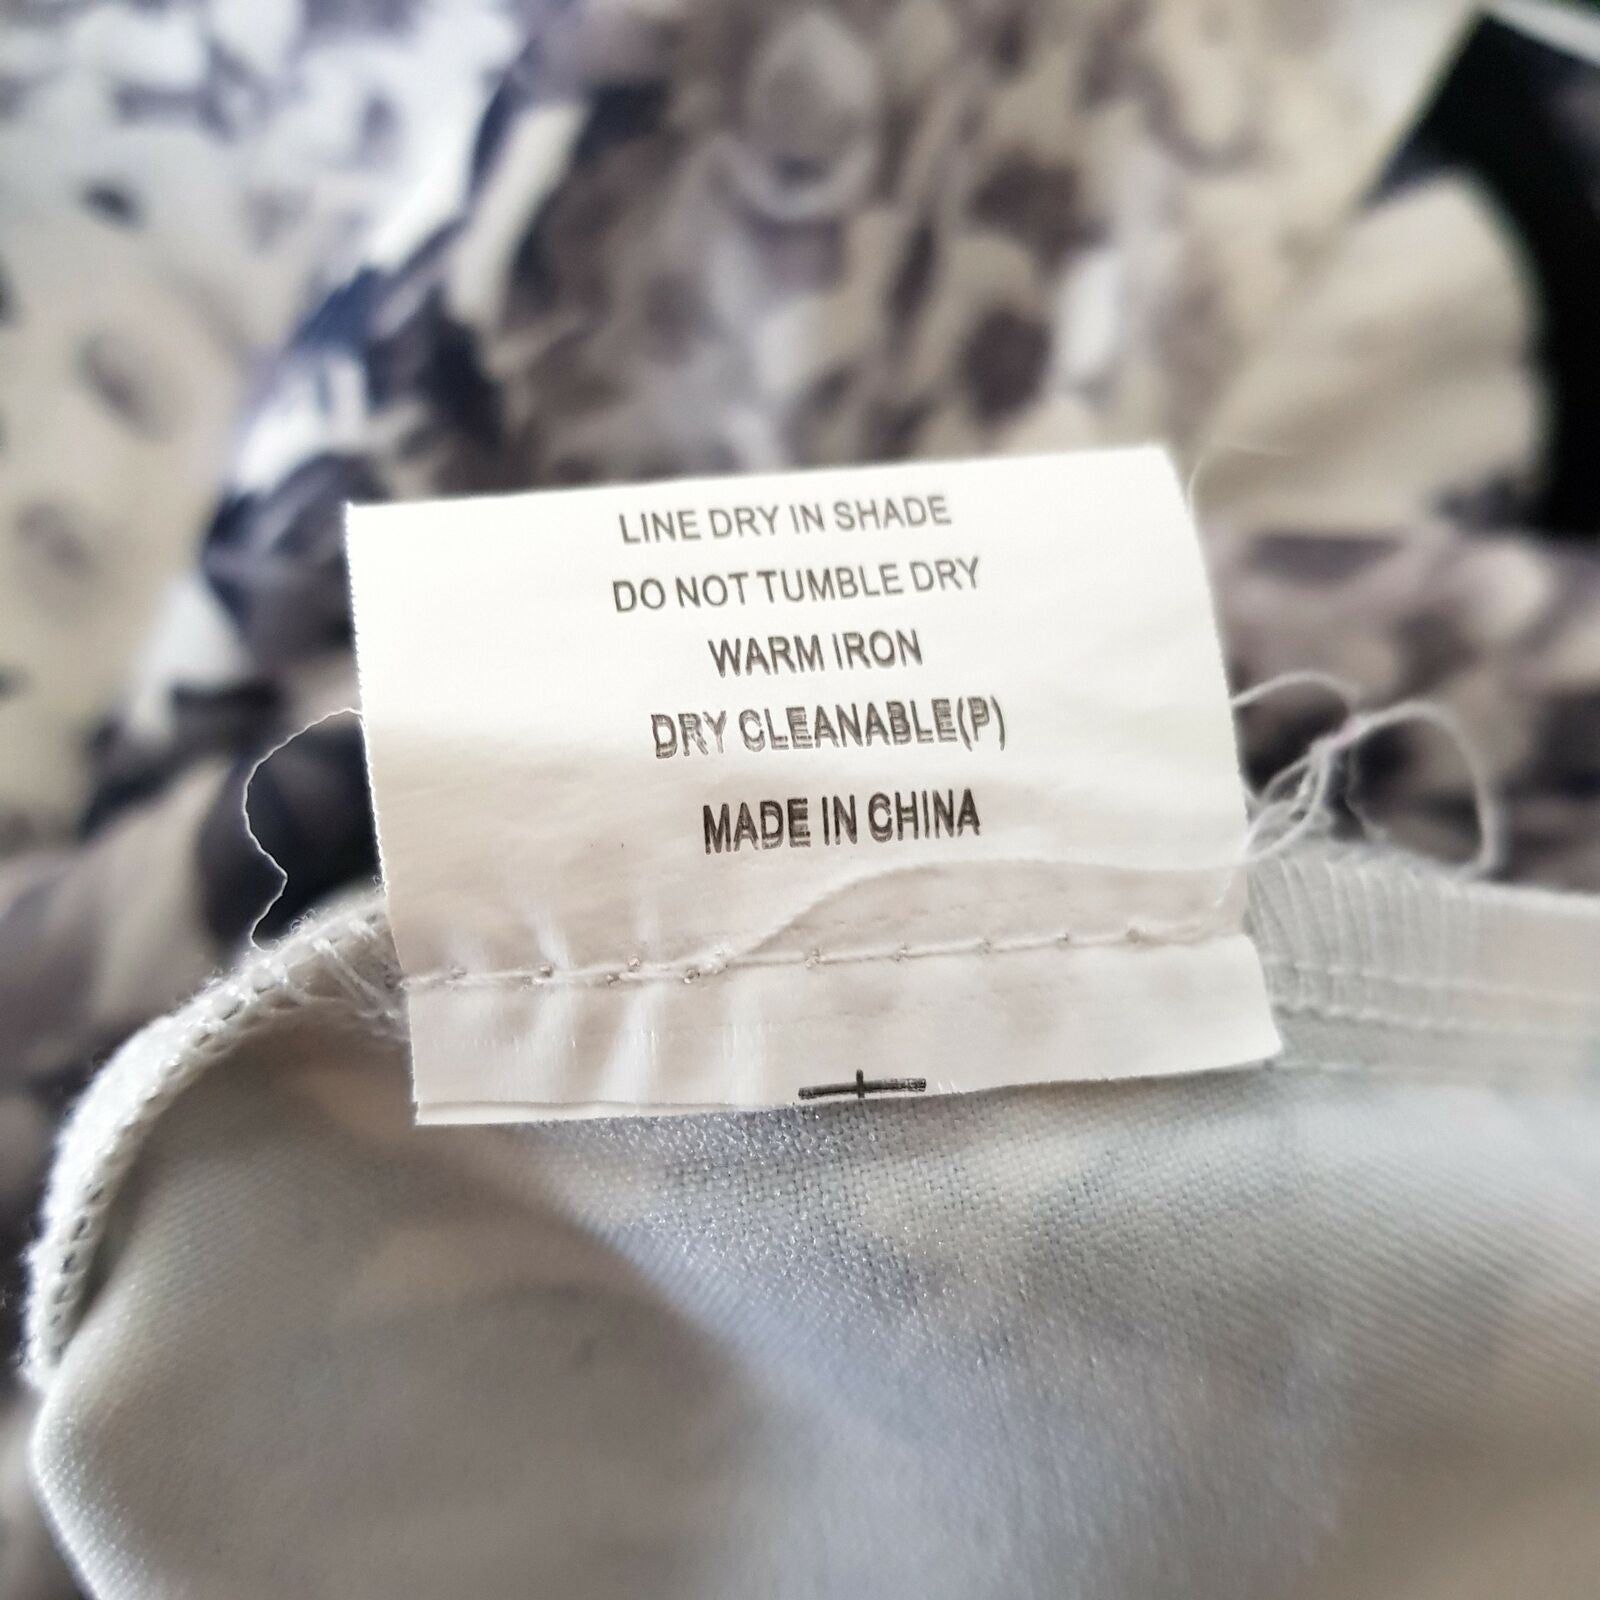 LINE DRY IN SHADE
DO NOT TUMBLE DRY
WARM IRON
DRY CLEANABLE(P)
MADE IN CHINA